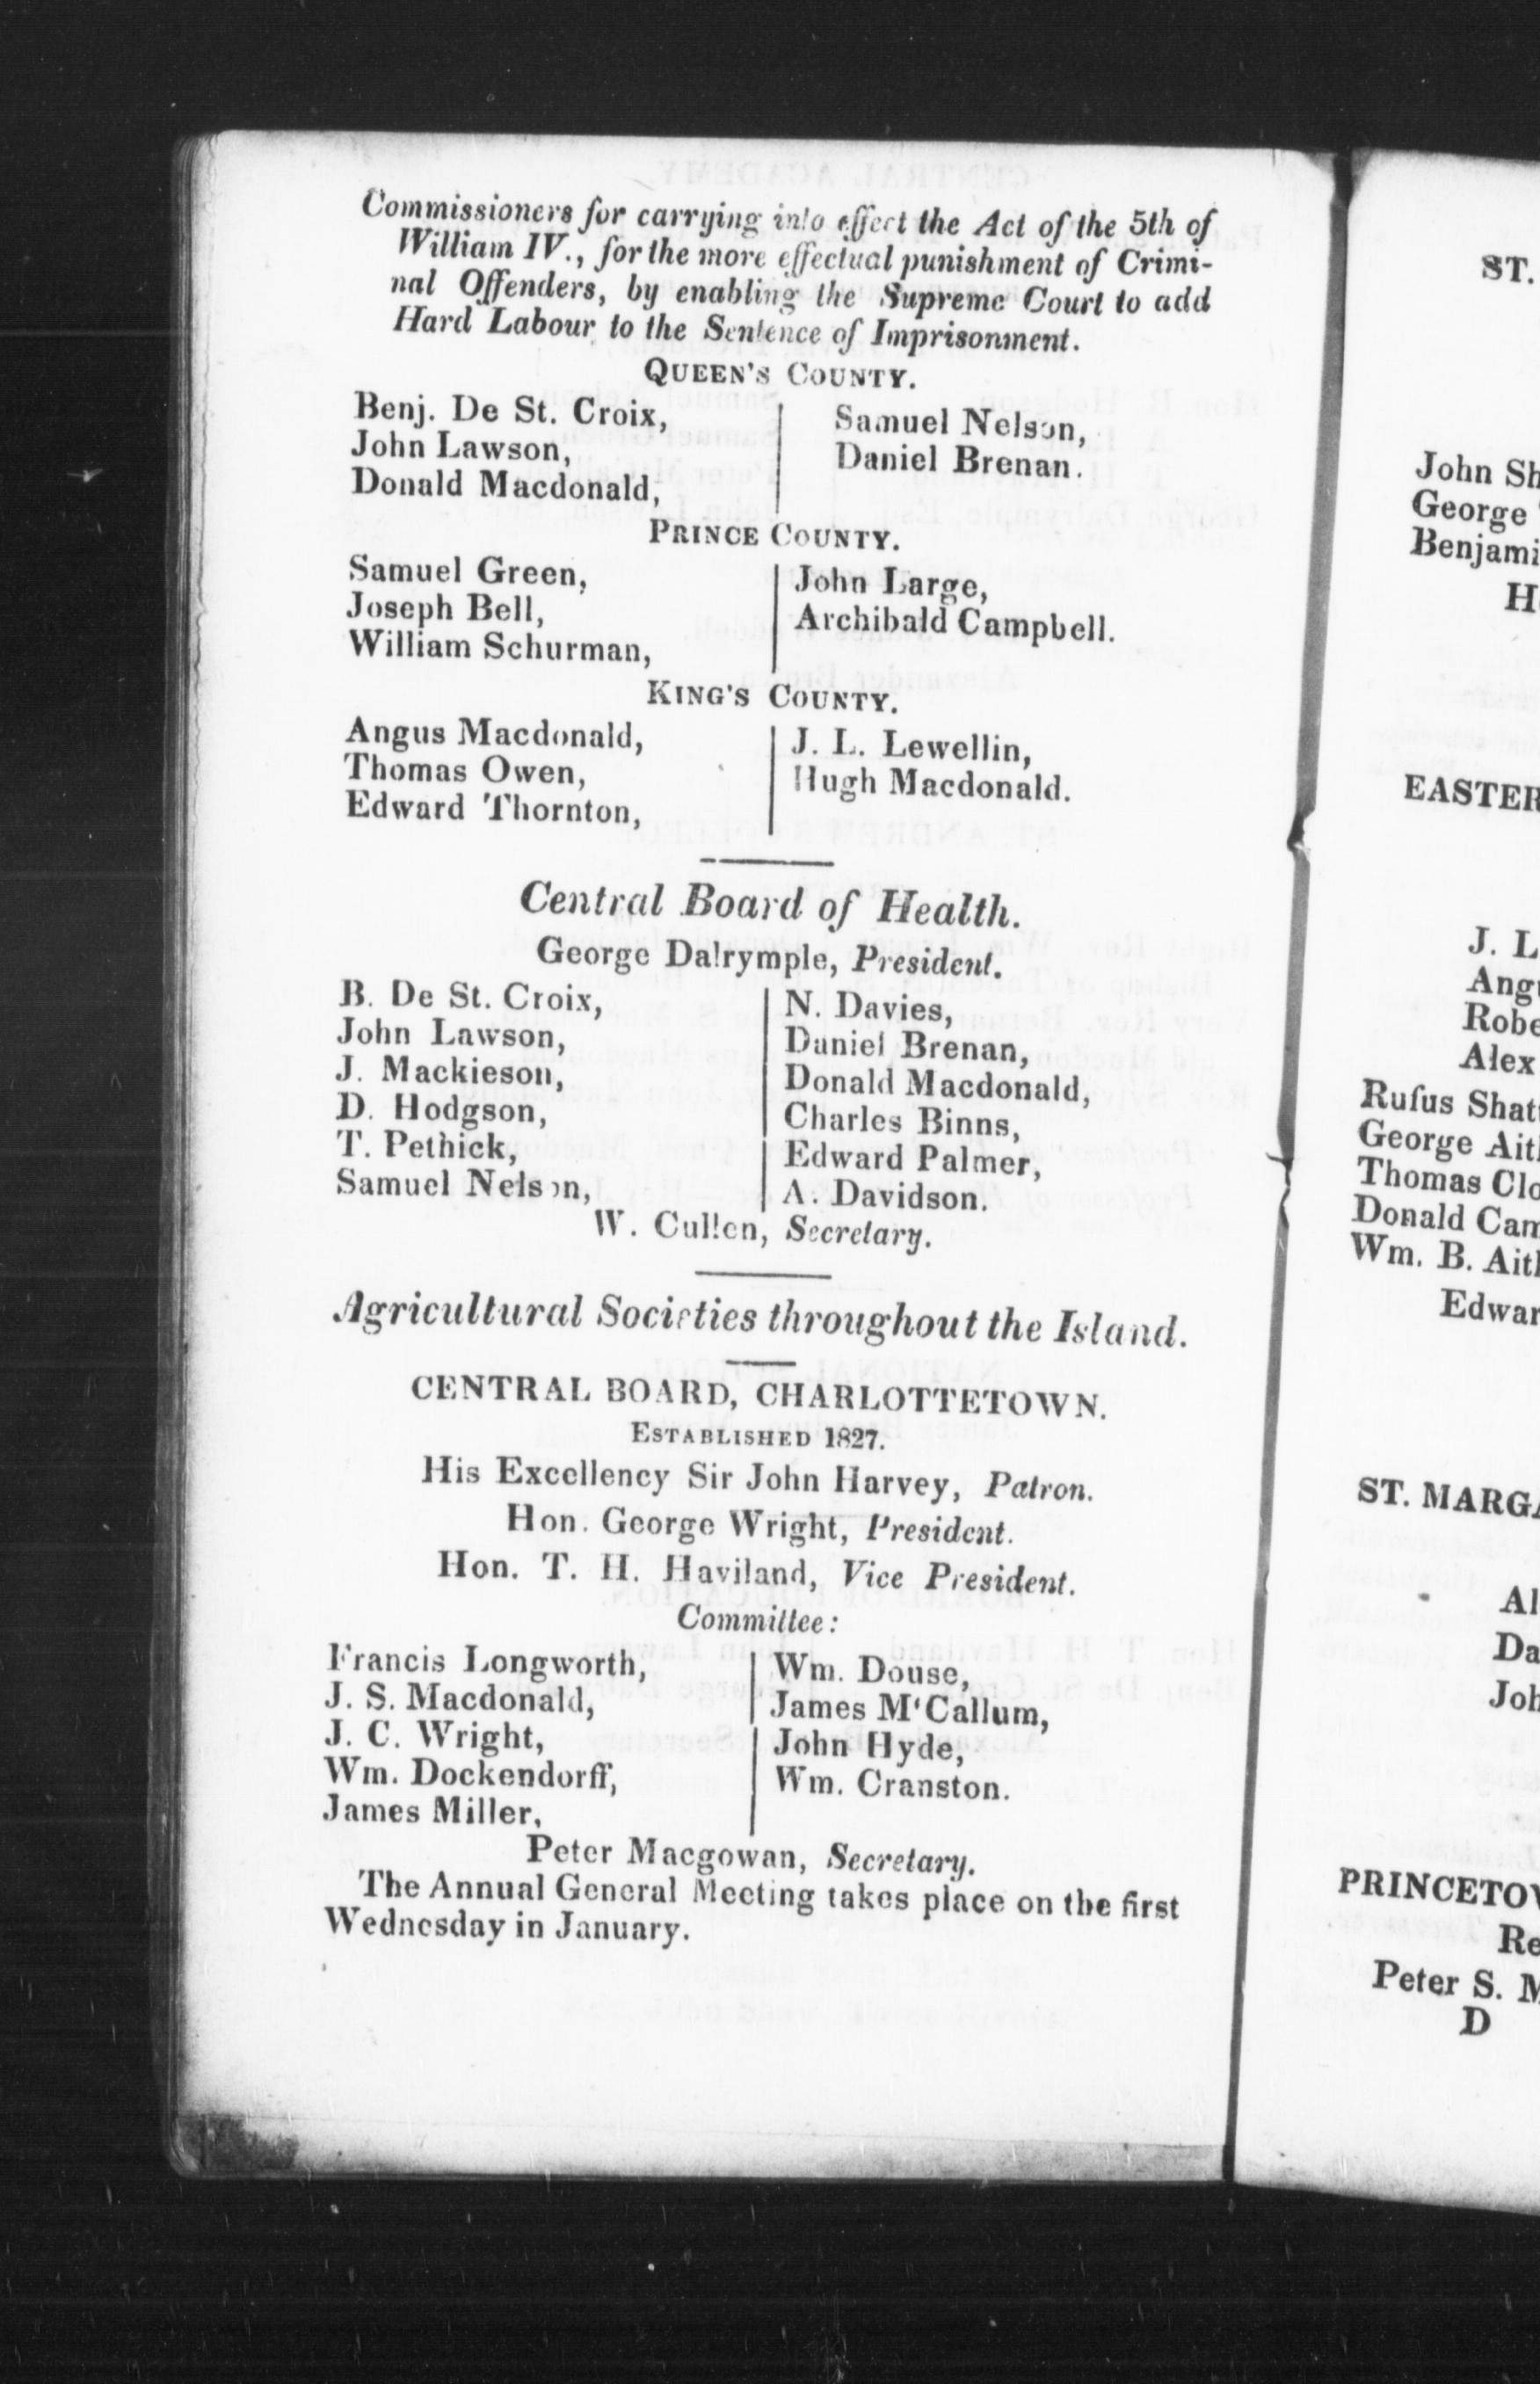 Commissioners for carrying into effect the Act of the 5th of
William IV., for the more effectual punishment of Crimi-
nal Offenders, by enabling the Supreme Court to add
Hard Labour to the Sentence of Imprisonment.
QUEEN'S COUNTY.
Benj. De St. Croix,
John Lawson,
Donald Macdonald,
Samuel Nelson,
Daniel Brenan.
PRINCE COUNTY.
Samuel Green,
Joseph Bell,
William Schurman,
John Large,
Archibald Campbell.
KING'S COUNTY.
Angus Macdonald,
Thomas Owen,
Edward Thornton,
J. L. Lewellin,
Hugh Macdonald.
Central Board of Health.
George Dalrymple, President.
B. De St. Croix,
John Lawson,
J. Mackieson,
D. Hodgson,
T. Pethick,
Samuel Nelson,
N. Davies,
Daniel Brenan,
Donald Macdonald,
Charles Binns,
Edward Palmer,
A. Davidson.
W. Cullen, Secretary.
Agricultural Societies throughout the Island.
CENTRAL BOARD, CHARLOTTETOWN.
ESTABLISHED 1827.
His Excellency Sir John Harvey, Patron.
Hon. George Wright, President.
Hon. T. H. Haviland, Vice President.
Committee:
Francis Longworth,
J. S. Macdonald,
J. C. Wright,
Wm. Dockendorff,
James Miller,
Wm. Douse,
James M'Callum,
John Hyde,
Wm. Cranston.
Peter Macgowan, Secretary.
The Annual General Meeting takes place on the first
Wednesday in January.
ST.
John Sh
George
Benjami
H
EASTER
J. L
Ang
Robe
Alex
Rufus Shat
George Ait
Thomas Clo
Donald Cam
Wm. B. Ait
Edwar
ST. MARGA
Al
Da
Joh
PRINCETOW
Re
Peter S. M
D